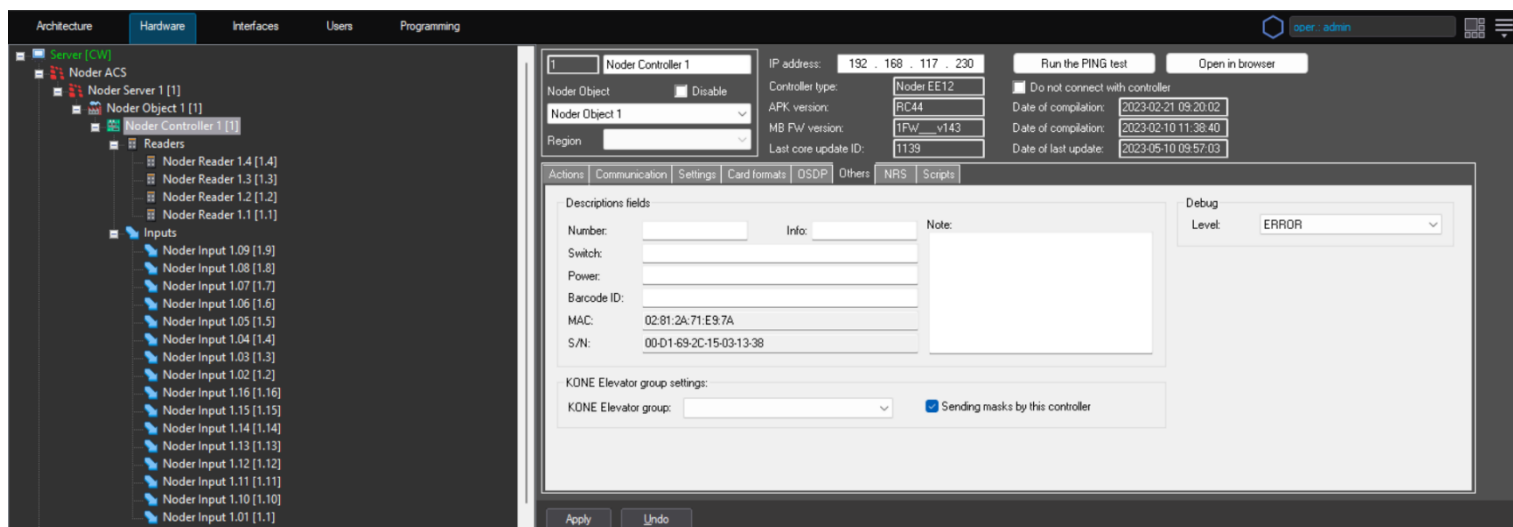 Architecture Hardware Interfaces Users Programming oper.: admin
Server [CW]
Noder ACS
Noder Server 1 [1]
Noder Object 1 [1]
Noder Controller 1 [1]
Readers
Noder Reader 1.4 [1.4]
Noder Reader 1.3 [1.3]
Noder Reader 1.2 [1.2]
Noder Reader 1.1 [1.1]
Inputs
Noder Input 1.09 [1.9]
Noder Input 1.08 [1.8]
Noder Input 1.07 [1.7]
Noder Input 1.06 [1.6]
Noder Input 1.05 [1.5]
Noder Input 1.04 [1.4]
Noder Input 1.03 [1.3]
Noder Input 1.02 [1.2]
Noder Input 1.16 [1.16]
Noder Input 1.15 [1.15]
Noder Input 1.14 [1.14]
Noder Input 1.13 [1.13]
Noder Input 1.12 [1.12]
Noder Input 1.11 [1.11]
Noder Input 1.10 [1.10]
Noder Input 1.01 [1.1]
1 Noder Controller 1
Noder Object Disable
Noder Object 1
Region
IP address: 192 . 168 . 117 . 230 Run the PING test Open in browser
Controller type: Noder EE12 Do not connect with controller
APK version: RC44 Date of compilation: 2023-02-21 09:20:02
MB FW version: 1FW___v143 Date of compilation: 2023-02-10 11:38:40
Last core update ID: 1139 Date of last update: 2023-05-10 09:57:03
Actions Communication Settings Card formats OSDP Others NRS Scripts
Descriptions fields
Number: Info: Note:
Switch:
Power:
Barcode ID:
MAC: 02:81:2A:71:E9:7A
S/N: 00-D1-69-2C-15-03-13-38
Debug
Level: ERROR
KONE Elevator group settings:
KONE Elevator group: Sending masks by this controller
Apply Undo